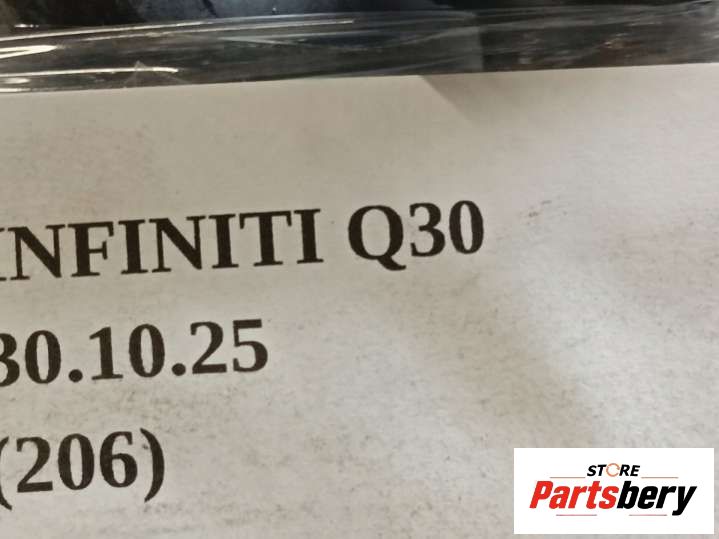 INFINITI Q30
30.10.25
(206)
STORE
Partsbery